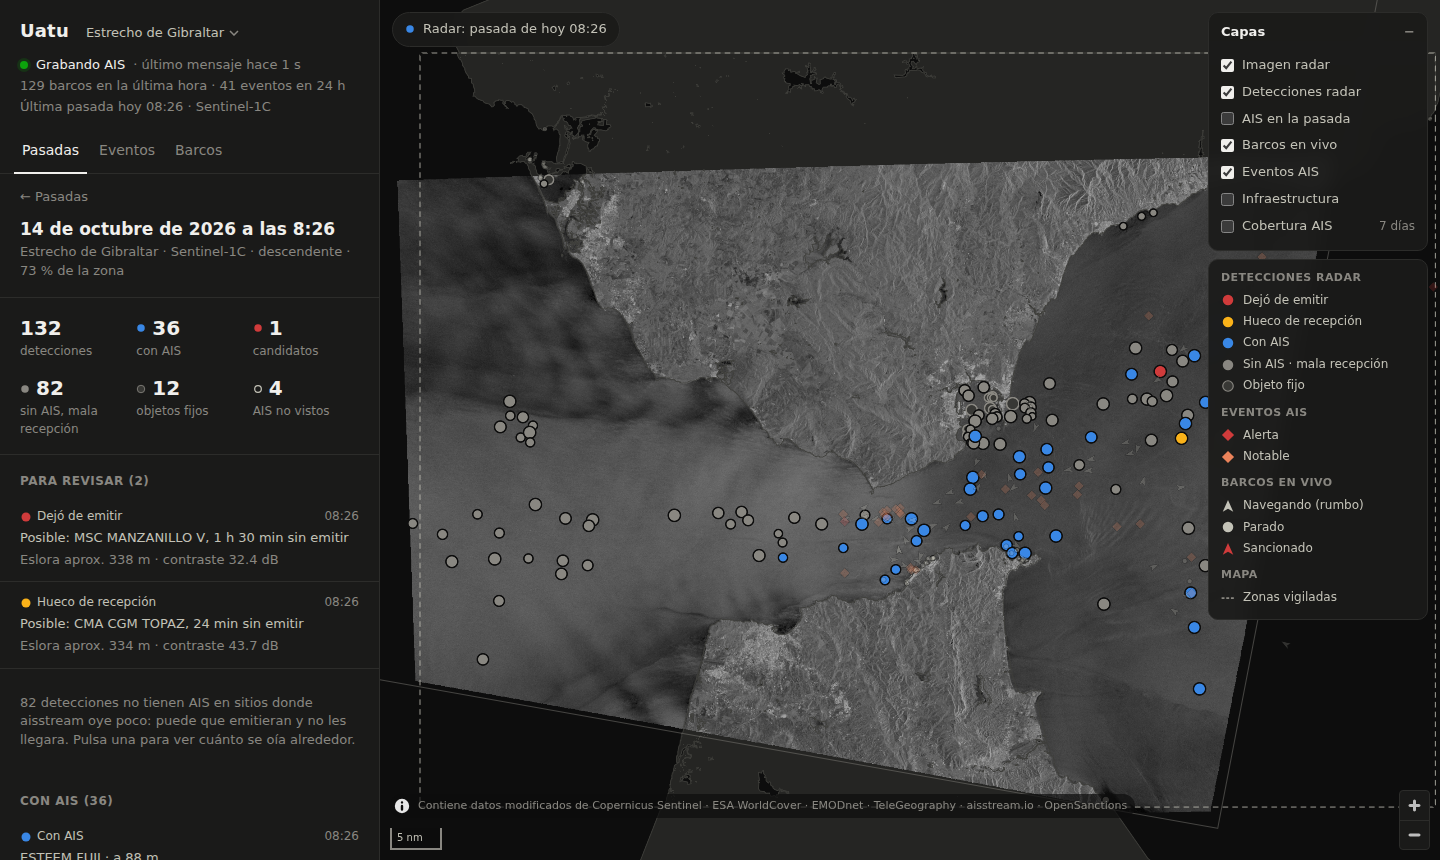 Uatu Estrecho de Gibraltar
Grabando AIS · último mensaje hace 1 s
129 barcos en la última hora · 41 eventos en 24 h
Última pasada hoy 08:26 · Sentinel-1C
Pasadas Eventos Barcos
← Pasadas
14 de octubre de 2026 a las 8:26
Estrecho de Gibraltar · Sentinel-1C · descendente ·
73 % de la zona
132 36 1
detecciones con AIS candidatos
82 12 4
sin AIS, mala objetos fijos AIS no vistos
recepción
PARA REVISAR (2)
Dejó de emitir 08:26
Posible: MSC MANZANILLO V, 1 h 30 min sin emitir
Eslora aprox. 338 m · contraste 32.4 dB
Hueco de recepción 08:26
Posible: CMA CGM TOPAZ, 24 min sin emitir
Eslora aprox. 334 m · contraste 43.7 dB
82 detecciones no tienen AIS en sitios donde
aisstream oye poco: puede que emitieran y no les
llegara. Pulsa una para ver cuánto se oía alrededor.
CON AIS (36)
Con AIS 08:26
Radar: pasada de hoy 08:26
Capas −
Imagen radar
Detecciones radar
AIS en la pasada
Barcos en vivo
Eventos AIS
Infraestructura
Cobertura AIS 7 días
DETECCIONES RADAR
Dejó de emitir
Hueco de recepción
Con AIS
Sin AIS · mala recepción
Objeto fijo
EVENTOS AIS
Alerta
Notable
BARCOS EN VIVO
Navegando (rumbo)
Parado
Sancionado
MAPA
Zonas vigiladas
Contiene datos modificados de Copernicus Sentinel · ESA WorldCover · EMODnet · TeleGeography · aisstream.io · OpenSanctions
5 nm
+
−